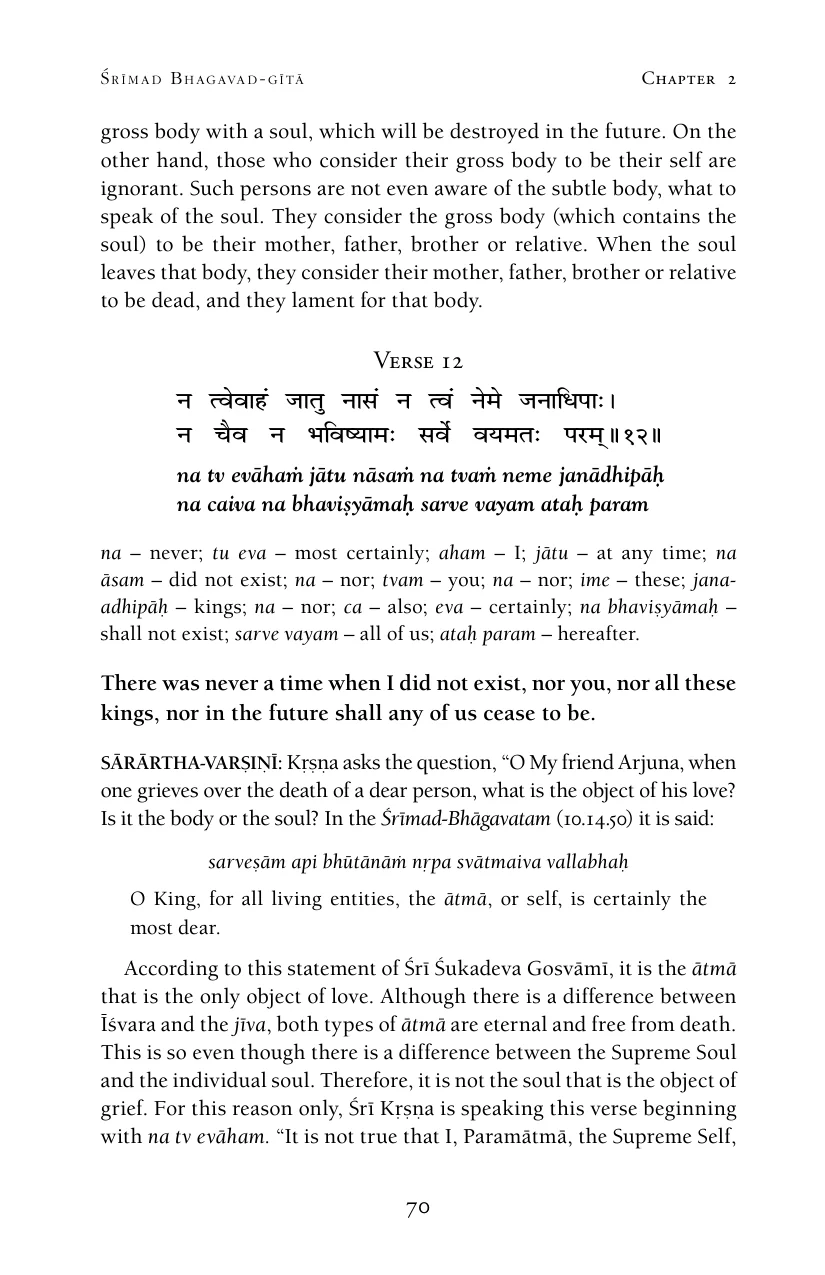 Śrīmad Bhagavad-gītā Chapter 2
gross body with a soul, which will be destroyed in the future. On the
other hand, those who consider their gross body to be their self are
ignorant. Such persons are not even aware of the subtle body, what to
speak of the soul. They consider the gross body (which contains the
soul) to be their mother, father, brother or relative. When the soul
leaves that body, they consider their mother, father, brother or relative
to be dead, and they lament for that body.
Verse 12
न त्वेवाहं जातु नासं न त्वं नेमे जनाधिपाः।
न चैव न भविष्यामः सर्वे वयमतः परम्॥१२॥
na tv evāhaṁ jātu nāsaṁ na tvaṁ neme janādhipāḥ
na caiva na bhaviṣyāmaḥ sarve vayam ataḥ param
na – never; tu eva – most certainly; aham – I; jātu – at any time; na
āsam – did not exist; na – nor; tvam – you; na – nor; ime – these; jana-
adhipāḥ – kings; na – nor; ca – also; eva – certainly; na bhaviṣyāmaḥ –
shall not exist; sarve vayam – all of us; ataḥ param – hereafter.
There was never a time when I did not exist, nor you, nor all these
kings, nor in the future shall any of us cease to be.
SĀRĀRTHA-VARṢIṆĪ: Kṛṣṇa asks the question, “O My friend Arjuna, when
one grieves over the death of a dear person, what is the object of his love?
Is it the body or the soul? In the Śrīmad-Bhāgavatam (10.14.50) it is said:
sarveṣām api bhūtānāṁ nṛpa svātmaiva vallabhaḥ
O King, for all living entities, the ātmā, or self, is certainly the
most dear.
According to this statement of Śrī Śukadeva Gosvāmī, it is the ātmā
that is the only object of love. Although there is a difference between
Īśvara and the jīva, both types of ātmā are eternal and free from death.
This is so even though there is a difference between the Supreme Soul
and the individual soul. Therefore, it is not the soul that is the object of
grief. For this reason only, Śrī Kṛṣṇa is speaking this verse beginning
with na tv evāham. “It is not true that I, Paramātmā, the Supreme Self,
70